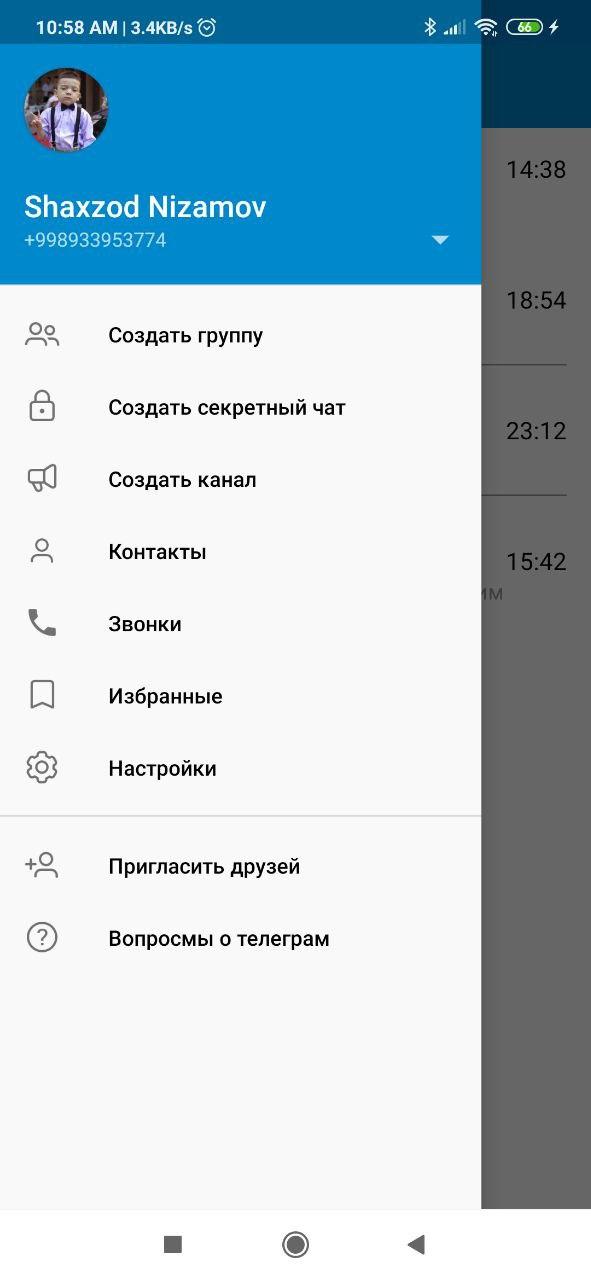 10:58 AM | 3.4KB/s
66
14:38
Shaxzod Nizamov
+998933953774
18:54
Создать группу
Создать секретный чат
23:12
Создать канал
Контакты
15:42
им
Звонки
Избранные
Настройки
Пригласить друзей
Вопросмы о телеграм